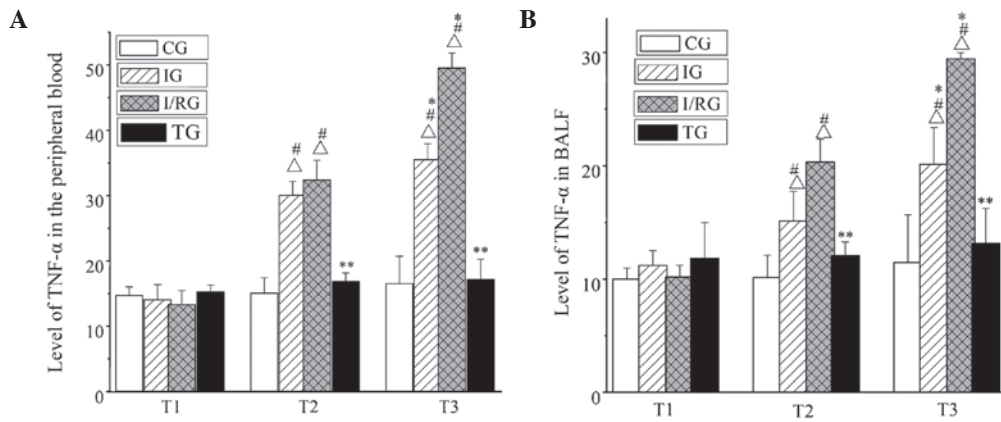 A
Level of TNF-α in the peripheral blood
CG
IG
I/RG
TG
50
40
30
20
10
0
#
△
#
△
**
*
#
△
*
#
△
**
T1
T2
T3
B
Level of TNF-α in BALF
CG
IG
I/RG
TG
30
20
10
0
#
△
#
△
**
*
#
△
*
#
△
**
T1
T2
T3